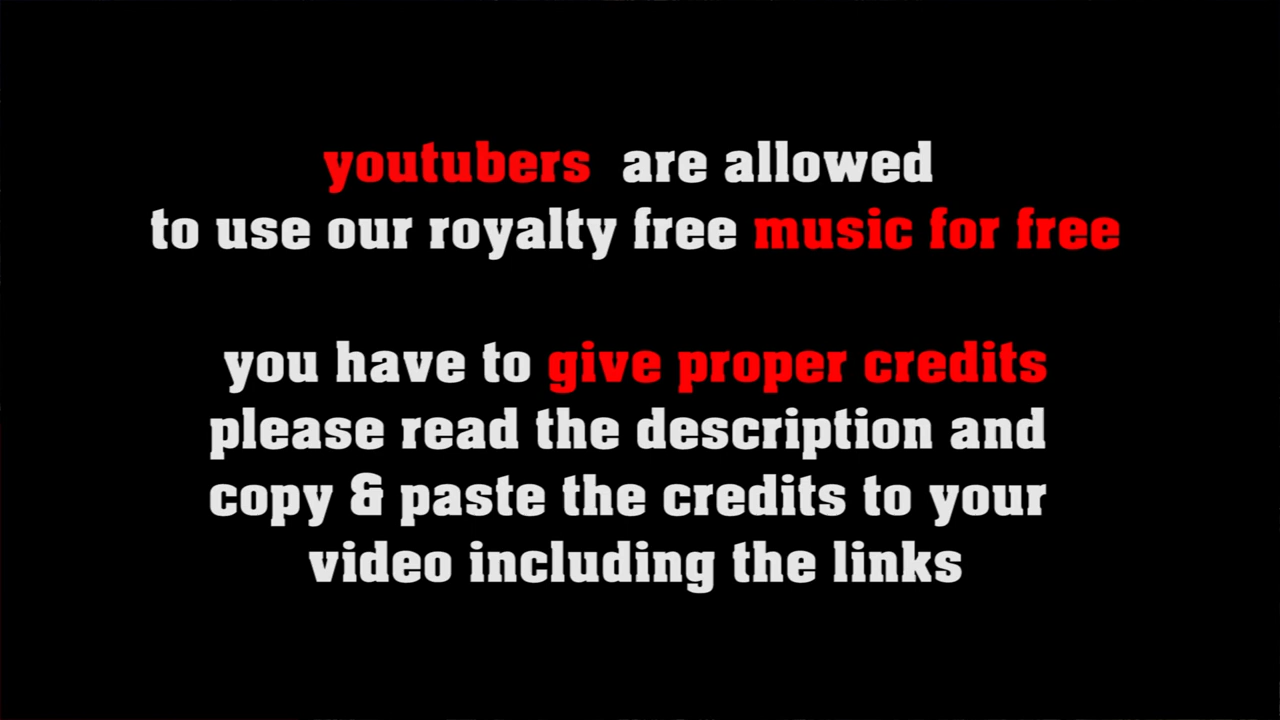 youtubers are allowed
to use our royalty free music for free
you have to give proper credits
please read the description and
copy & paste the credits to your
video including the links